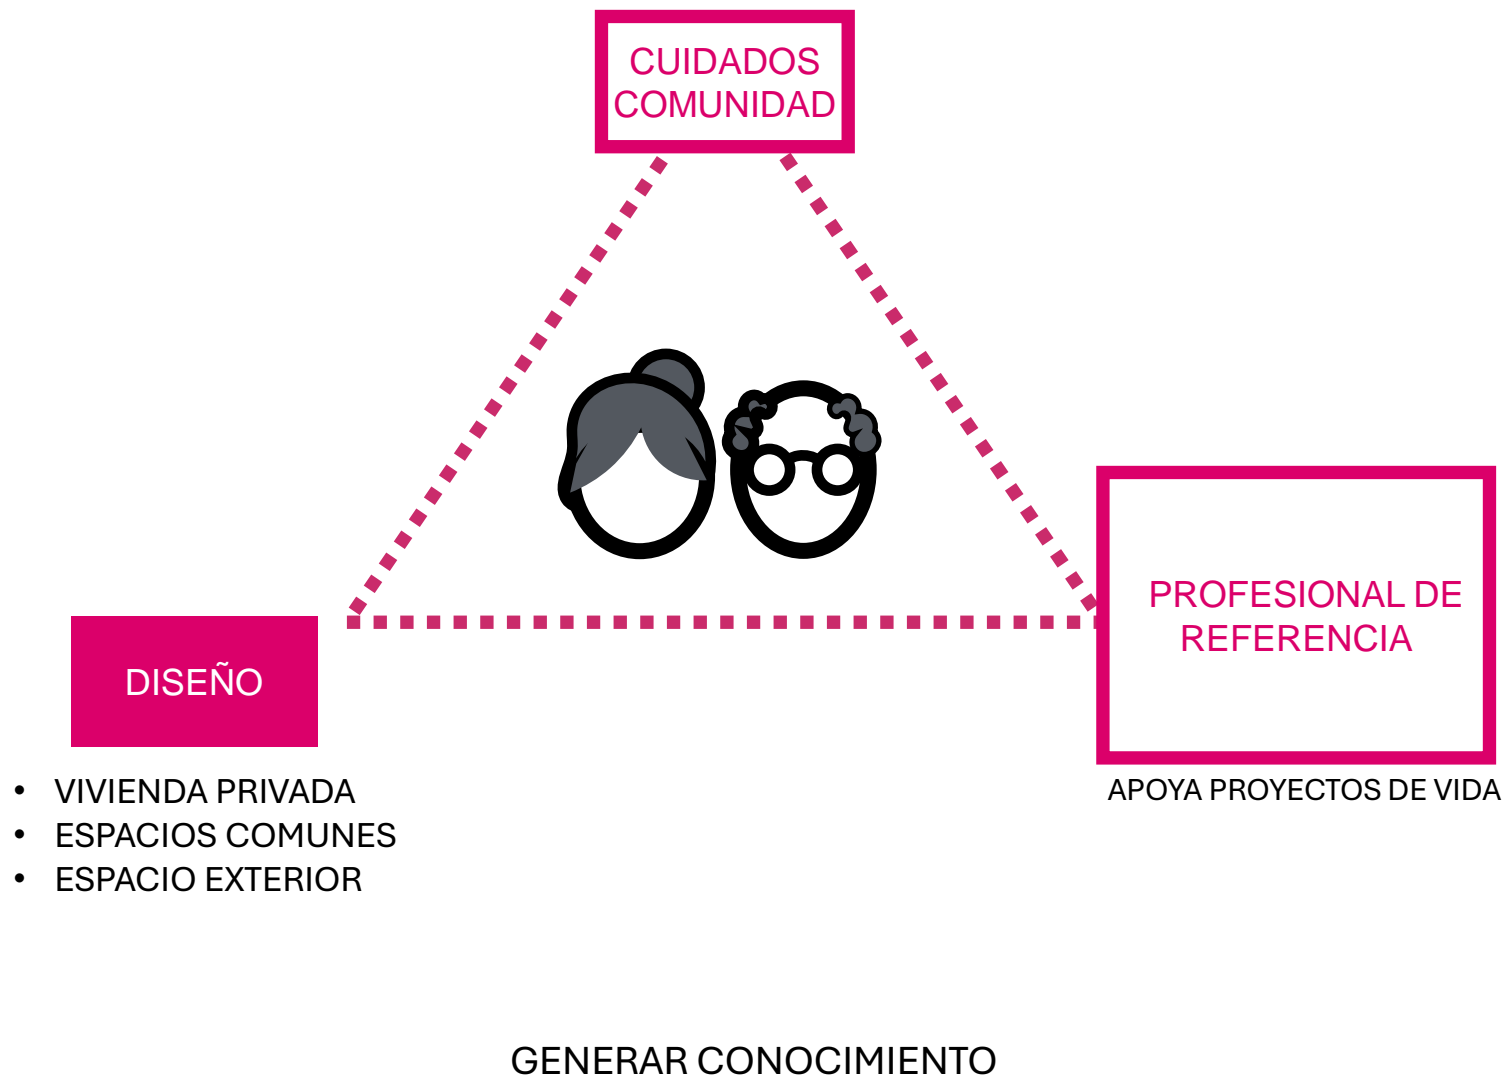 CUIDADOS
COMUNIDAD
PROFESIONAL DE
REFERENCIA
APOYA PROYECTOS DE VIDA
DISEÑO
• VIVIENDA PRIVADA
• ESPACIOS COMUNES
• ESPACIO EXTERIOR
GENERAR CONOCIMIENTO